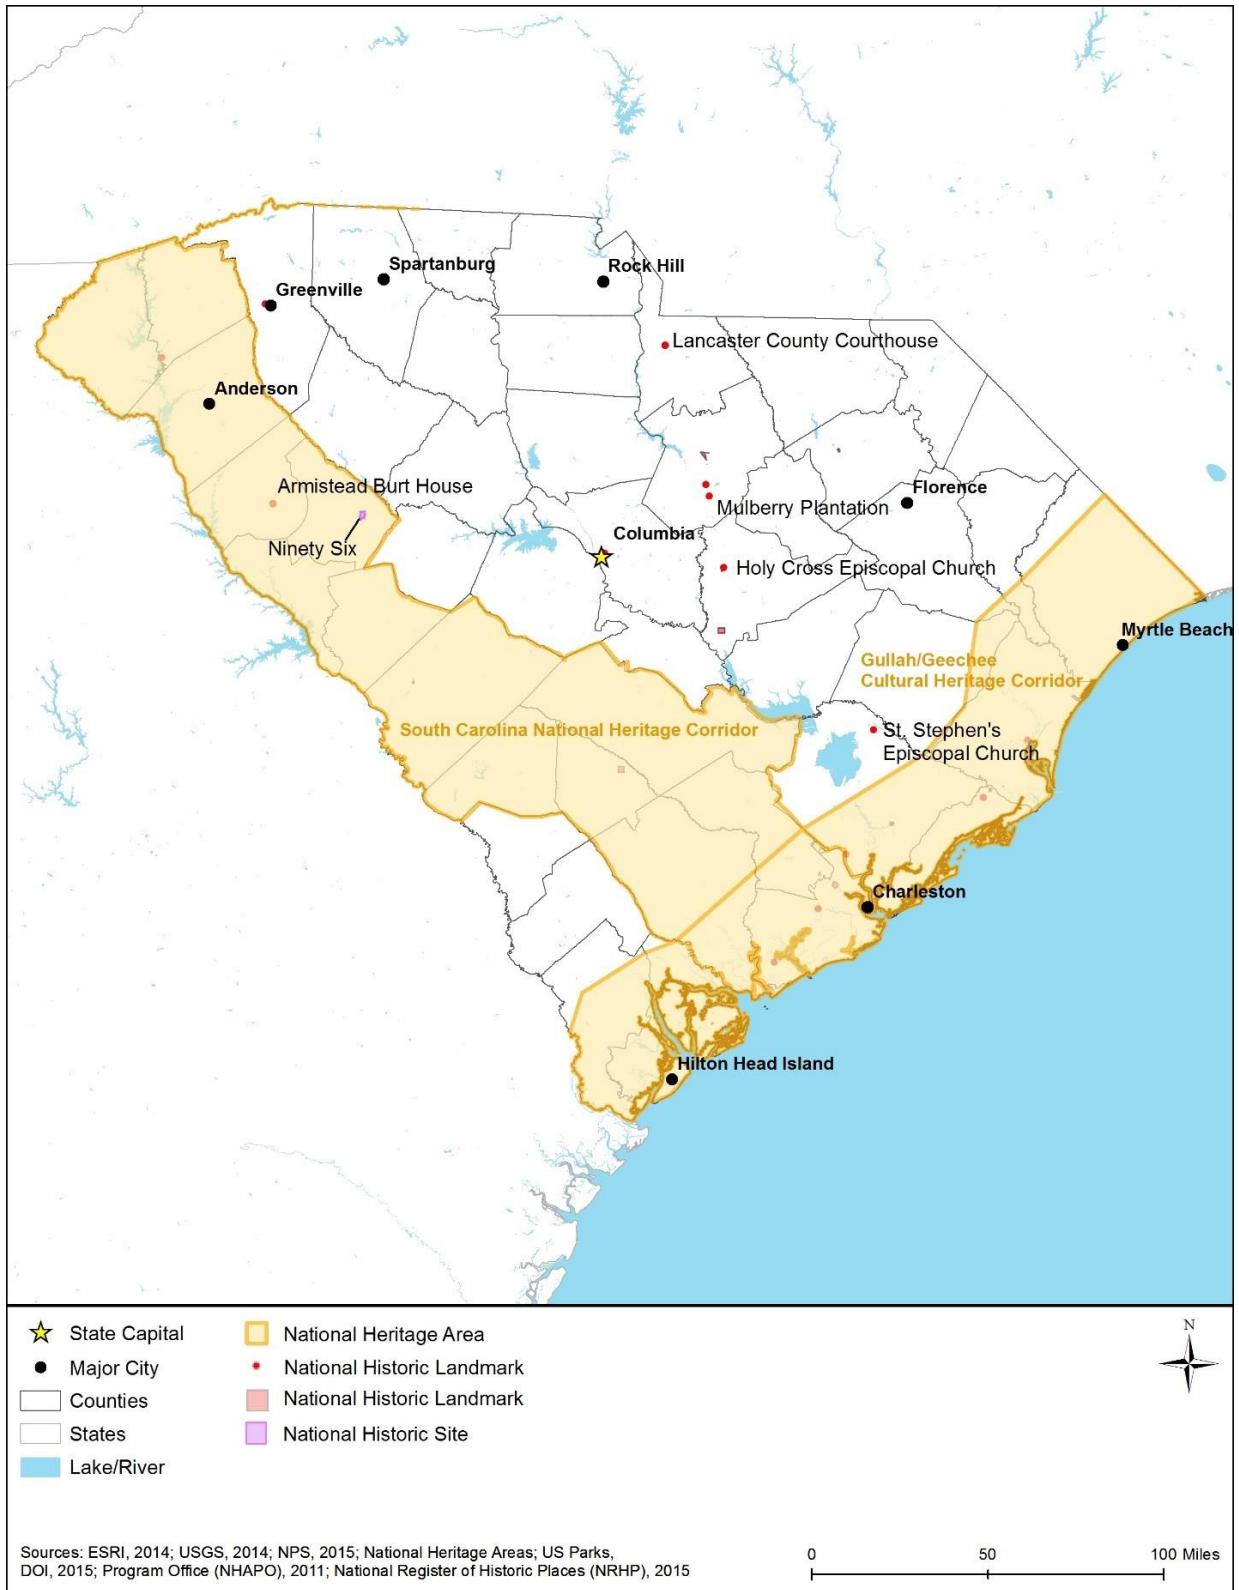 Spartanburg
Rock Hill
Greenville
Lancaster County Courthouse
Anderson
Armistead Burt House
Florence
Mulberry Plantation
Columbia
Ninety Six
Holy Cross Episcopal Church
Myrtle Beach
Gullah/Geechee
Cultural Heritage Corridor
South Carolina National Heritage Corridor
St. Stephen's
Episcopal Church
Charleston
Hilton Head Island
State Capital
Major City
Counties
States
Lake/River
National Heritage Area
National Historic Landmark
National Historic Landmark
National Historic Site
N
Sources: ESRI, 2014; USGS, 2014; NPS, 2015; National Heritage Areas; US Parks,
DOI, 2015; Program Office (NHAPO), 2011; National Register of Historic Places (NRHP), 2015
0 50 100 Miles